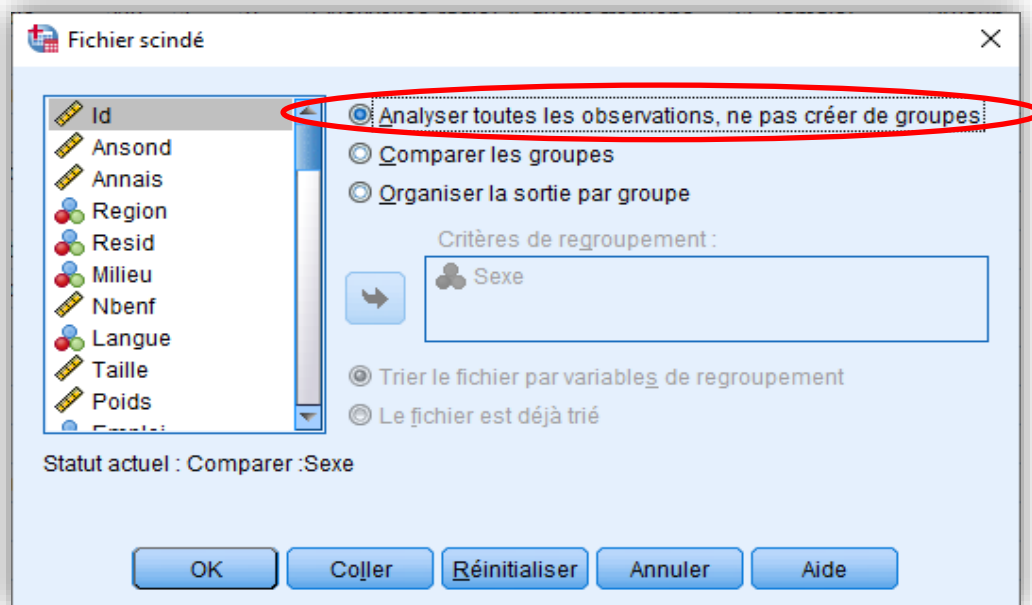 Fichier scindé
Id
Ansond
Annais
Region
Resid
Milieu
Nbenf
Langue
Taille
Poids
Analyser toutes les observations, ne pas créer de groupes
Comparer les groupes
Organiser la sortie par groupe
Critères de regroupement :
Sexe
Trier le fichier par variables de regroupement
Le fichier est déjà trié
Statut actuel : Comparer :Sexe
OK
Coller
Réinitialiser
Annuler
Aide